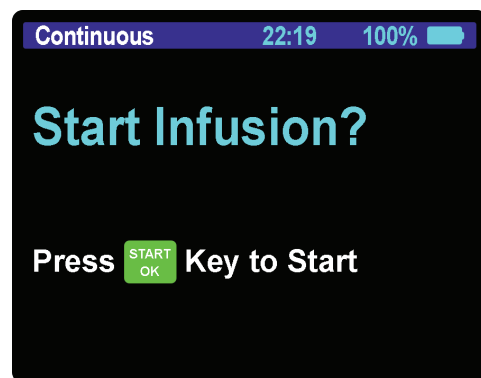 Continuous 22:19 100%
Start Infusion?
Press START OK Key to Start